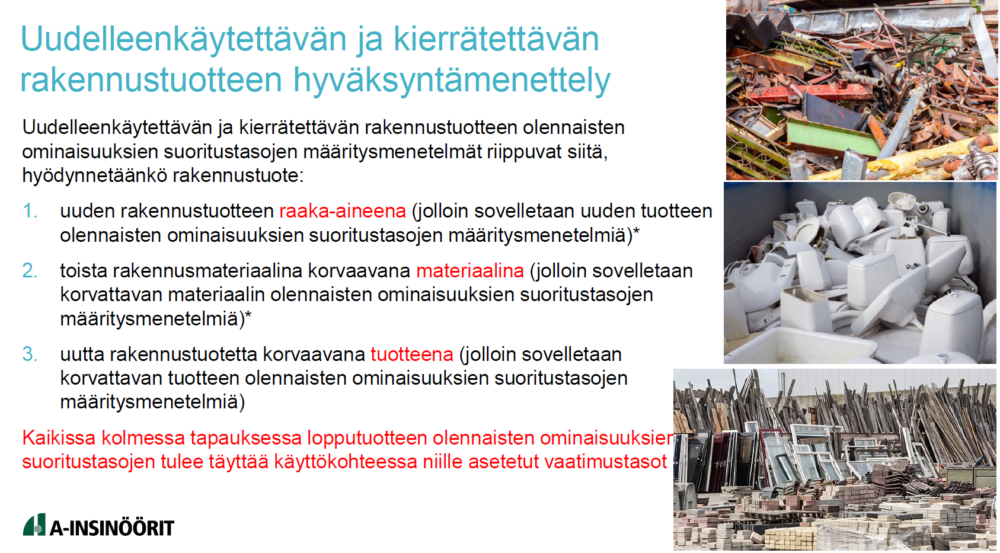 Uudelleenkäytettävän ja kierrätettävän
rakennustuotteen hyväksyntämenettely
Uudelleenkäytettävän ja kierrätettävän rakennustuotteen olennaisten
ominaisuuksien suoritustasojen määritysmenetelmät riippuvat siitä,
hyödynnetäänkö rakennustuote:
1. uuden rakennustuotteen raaka-aineena (jolloin sovelletaan uuden tuotteen
olennaisten ominaisuuksien suoritustasojen määritysmenetelmiä)*
2. toista rakennusmateriaalina korvaavana materiaalina (jolloin sovelletaan
korvattavan materiaalin olennaisten ominaisuuksien suoritustasojen
määritysmenetelmiä)*
3. uutta rakennustuotetta korvaavana tuotteena (jolloin sovelletaan
korvattavan tuotteen olennaisten ominaisuuksien suoritustasojen
määritysmenetelmiä)
Kaikissa kolmessa tapauksessa lopputuotteen olennaisten ominaisuuksien
suoritustasojen tulee täyttää käyttökohteessa niille asetetut vaatimustasot
A-INSINÖÖRIT